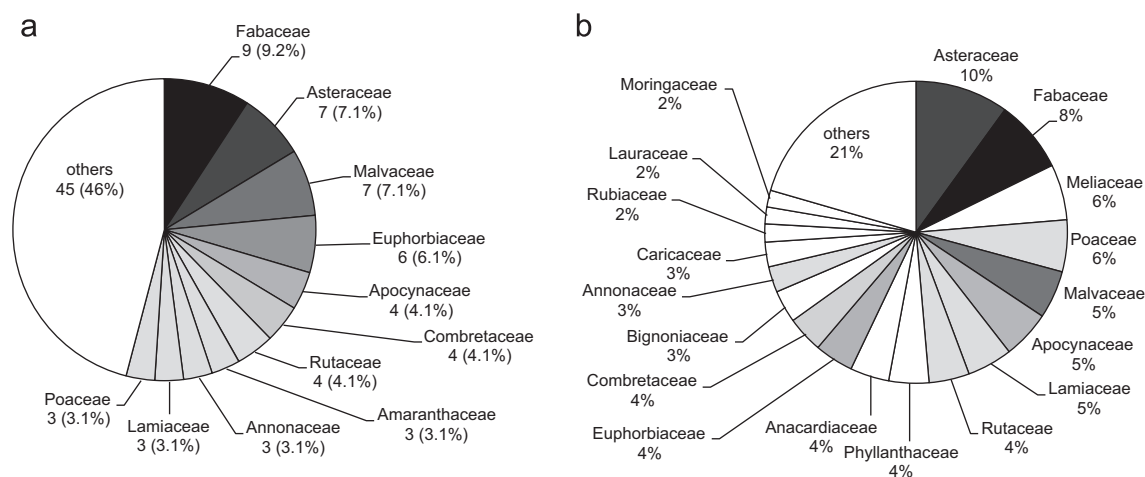 a
Fabaceae
9 (9.2%)
Asteraceae
7 (7.1%)
Malvaceae
7 (7.1%)
Euphorbiaceae
6 (6.1%)
Apocynaceae
4 (4.1%)
Combretaceae
4 (4.1%)
Rutaceae
4 (4.1%)
Amaranthaceae
3 (3.1%)
Annonaceae
3 (3.1%)
Lamiaceae
3 (3.1%)
Poaceae
3 (3.1%)
others
45 (46%)
b
Asteraceae
10%
Fabaceae
8%
Meliaceae
6%
Poaceae
6%
Malvaceae
5%
Apocynaceae
5%
Lamiaceae
5%
Rutaceae
4%
Phyllanthaceae
4%
Anacardiaceae
4%
Euphorbiaceae
4%
Combretaceae
4%
Bignoniaceae
3%
Annonaceae
3%
Caricaceae
3%
Rubiaceae
2%
Lauraceae
2%
Moringaceae
2%
others
21%